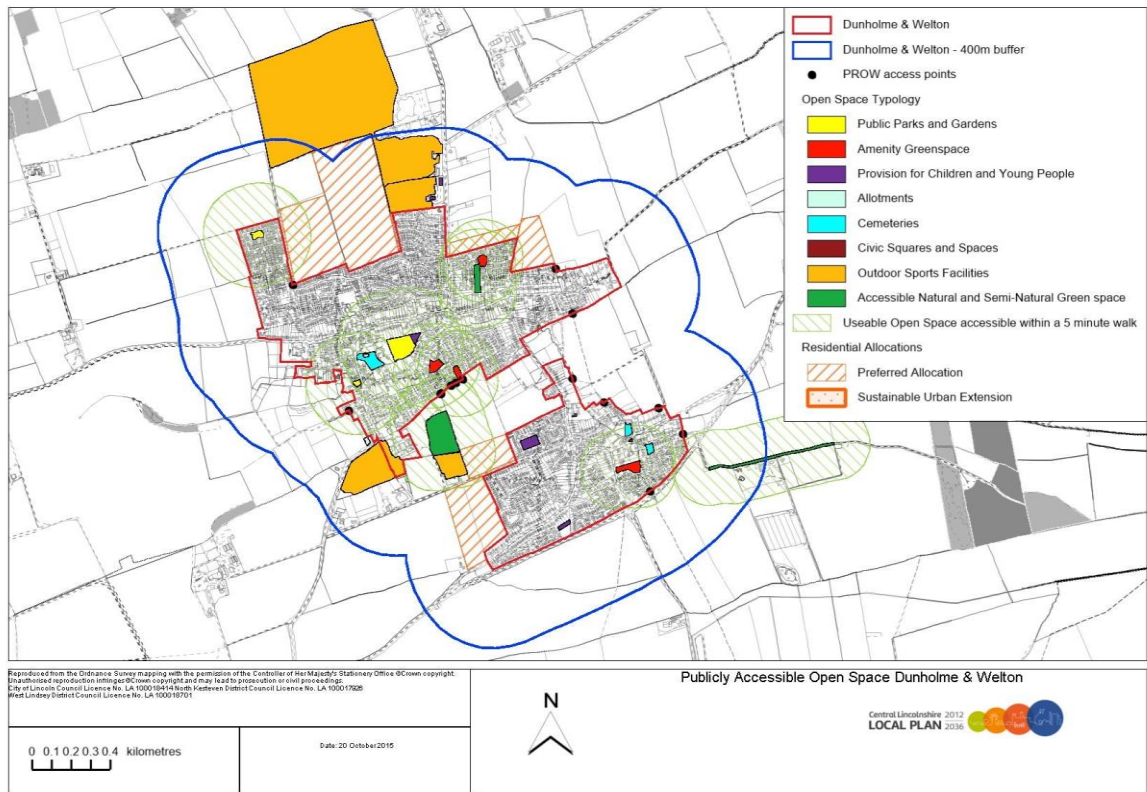 Dunholme & Welton
Dunholme & Welton - 400m buffer
PROW access points
Open Space Typology
Public Parks and Gardens
Amenity Greenspace
Provision for Children and Young People
Allotments
Cemeteries
Civic Squares and Spaces
Outdoor Sports Facilities
Accessible Natural and Semi-Natural Green space
Useable Open Space accessible within a 5 minute walk
Residential Allocations
Preferred Allocation
Sustainable Urban Extension
Reproduced from the Ordnance Survey mapping with the permission of the Controller of Her Majesty's Stationery Office ©Crown copyright.
Unauthorised reproduction infringes ©Crown copyright and may lead to prosecution or civil proceedings.
City of Lincoln Council Licence No. LA 100018414 North Kesteven District Council Licence No. LA 100017926
West Lindsey District Council Licence No. LA 100018701
0 0.1 0.2 0.3 0.4 kilometres
Date: 20 October 2015
N
Publicly Accessible Open Space Dunholme & Welton
Central Lincolnshire 2012
LOCAL PLAN 2036